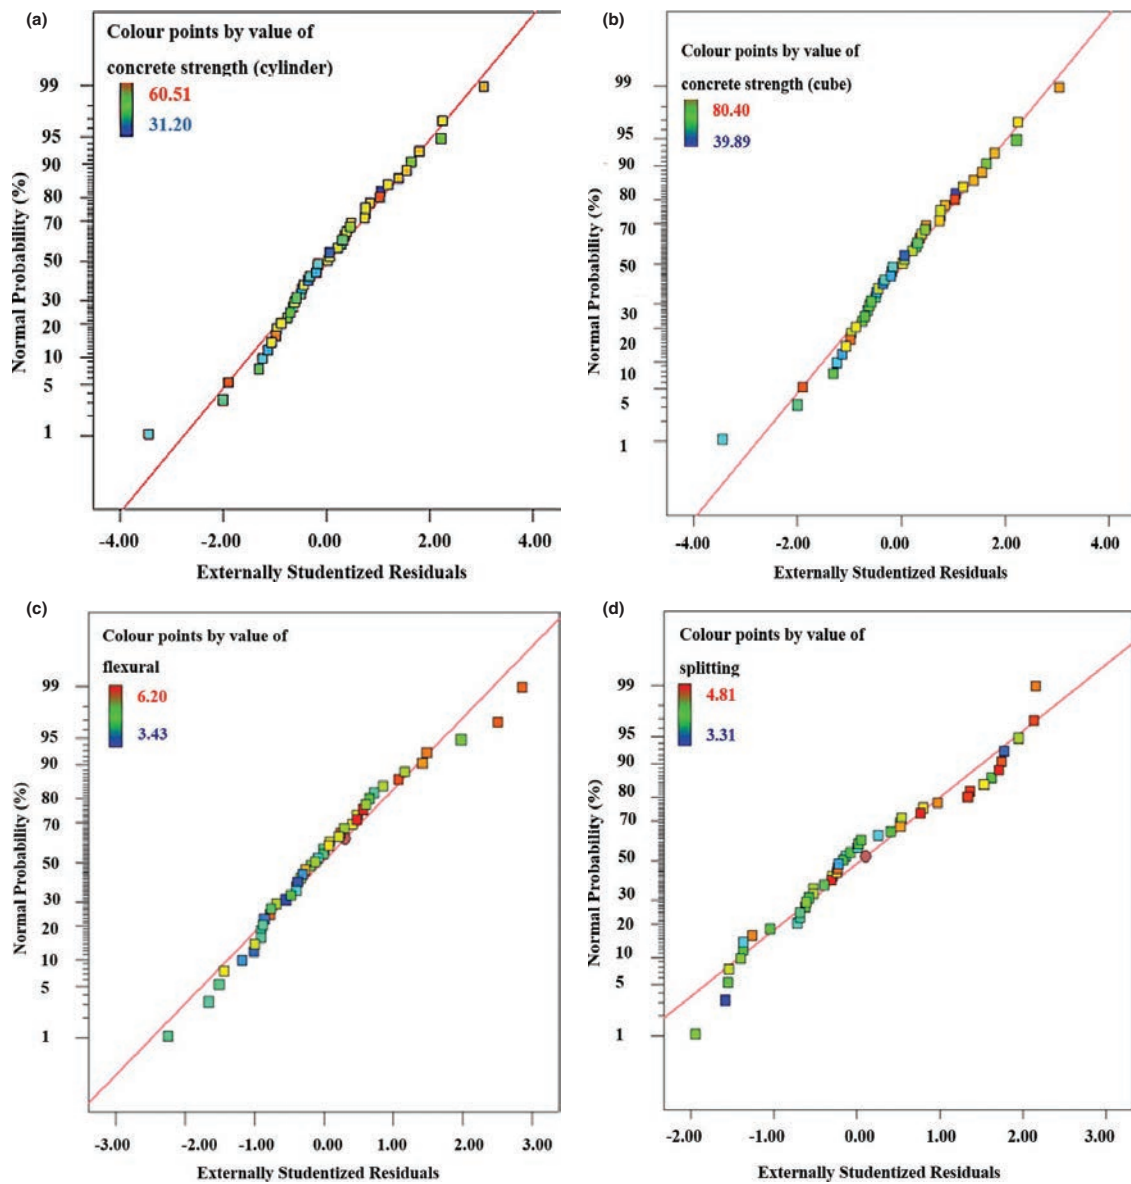 (a)
Colour points by value of
concrete strength (cylinder)
60.51
31.20
Normal Probability (%)
99
95
90
80
70
50
30
20
10
5
1
-4.00 -2.00 0.00 2.00 4.00
Externally Studentized Residuals
(b)
Colour points by value of
concrete strength (cube)
80.40
39.89
Normal Probability (%)
99
95
90
80
70
50
30
20
10
5
1
-4.00 -2.00 0.00 2.00 4.00
Externally Studentized Residuals
(c)
Colour points by value of
flexural
6.20
3.43
Normal Probability (%)
99
95
90
80
70
50
30
20
10
5
1
-3.00 -2.00 -1.00 0.00 1.00 2.00 3.00
Externally Studentized Residuals
(d)
Colour points by value of
splitting
4.81
3.31
Normal Probability (%)
99
95
90
80
70
50
30
20
10
5
1
-2.00 -1.00 0.00 1.00 2.00 3.00
Externally Studentized Residuals